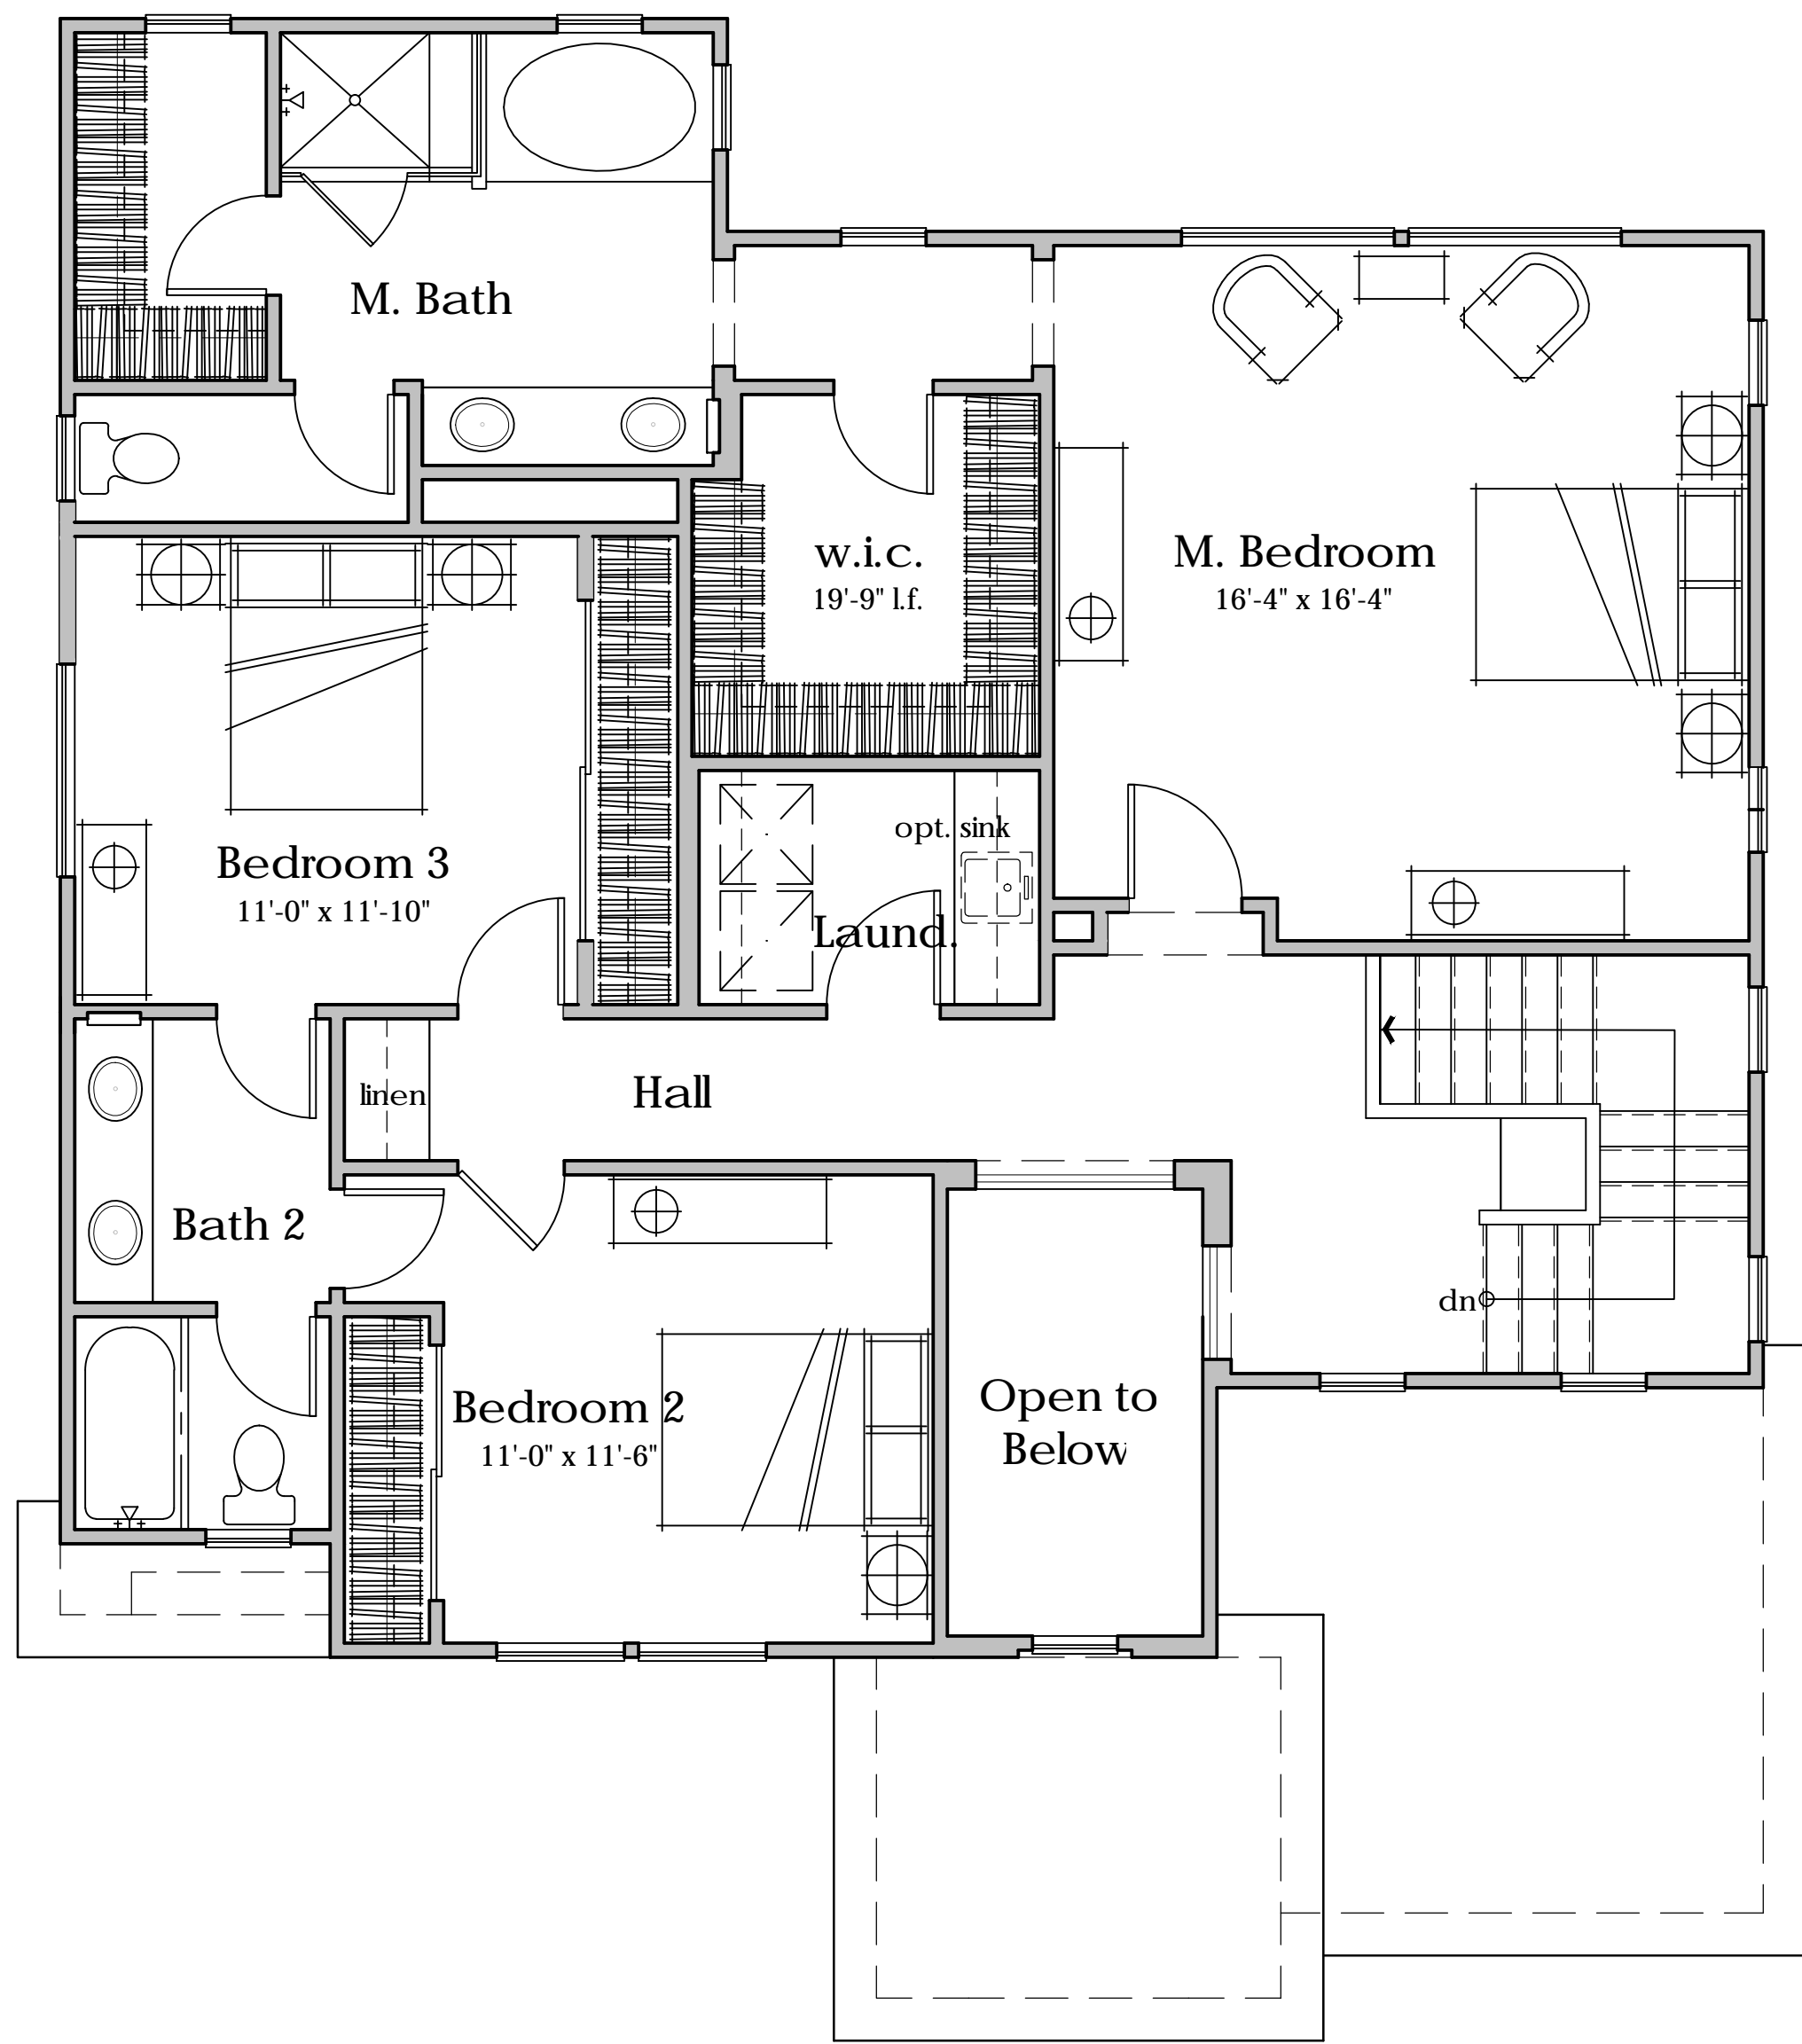 M. Bath
w.i.c.
19'-9" l.f.
M. Bedroom
16'-4" x 16'-4"
opt. sink
Bedroom 3
11'-0" x 11'-10"
Laund.
linen
Hall
Bath 2
dn
Bedroom 2
11'-0" x 11'-6"
Open to
Below